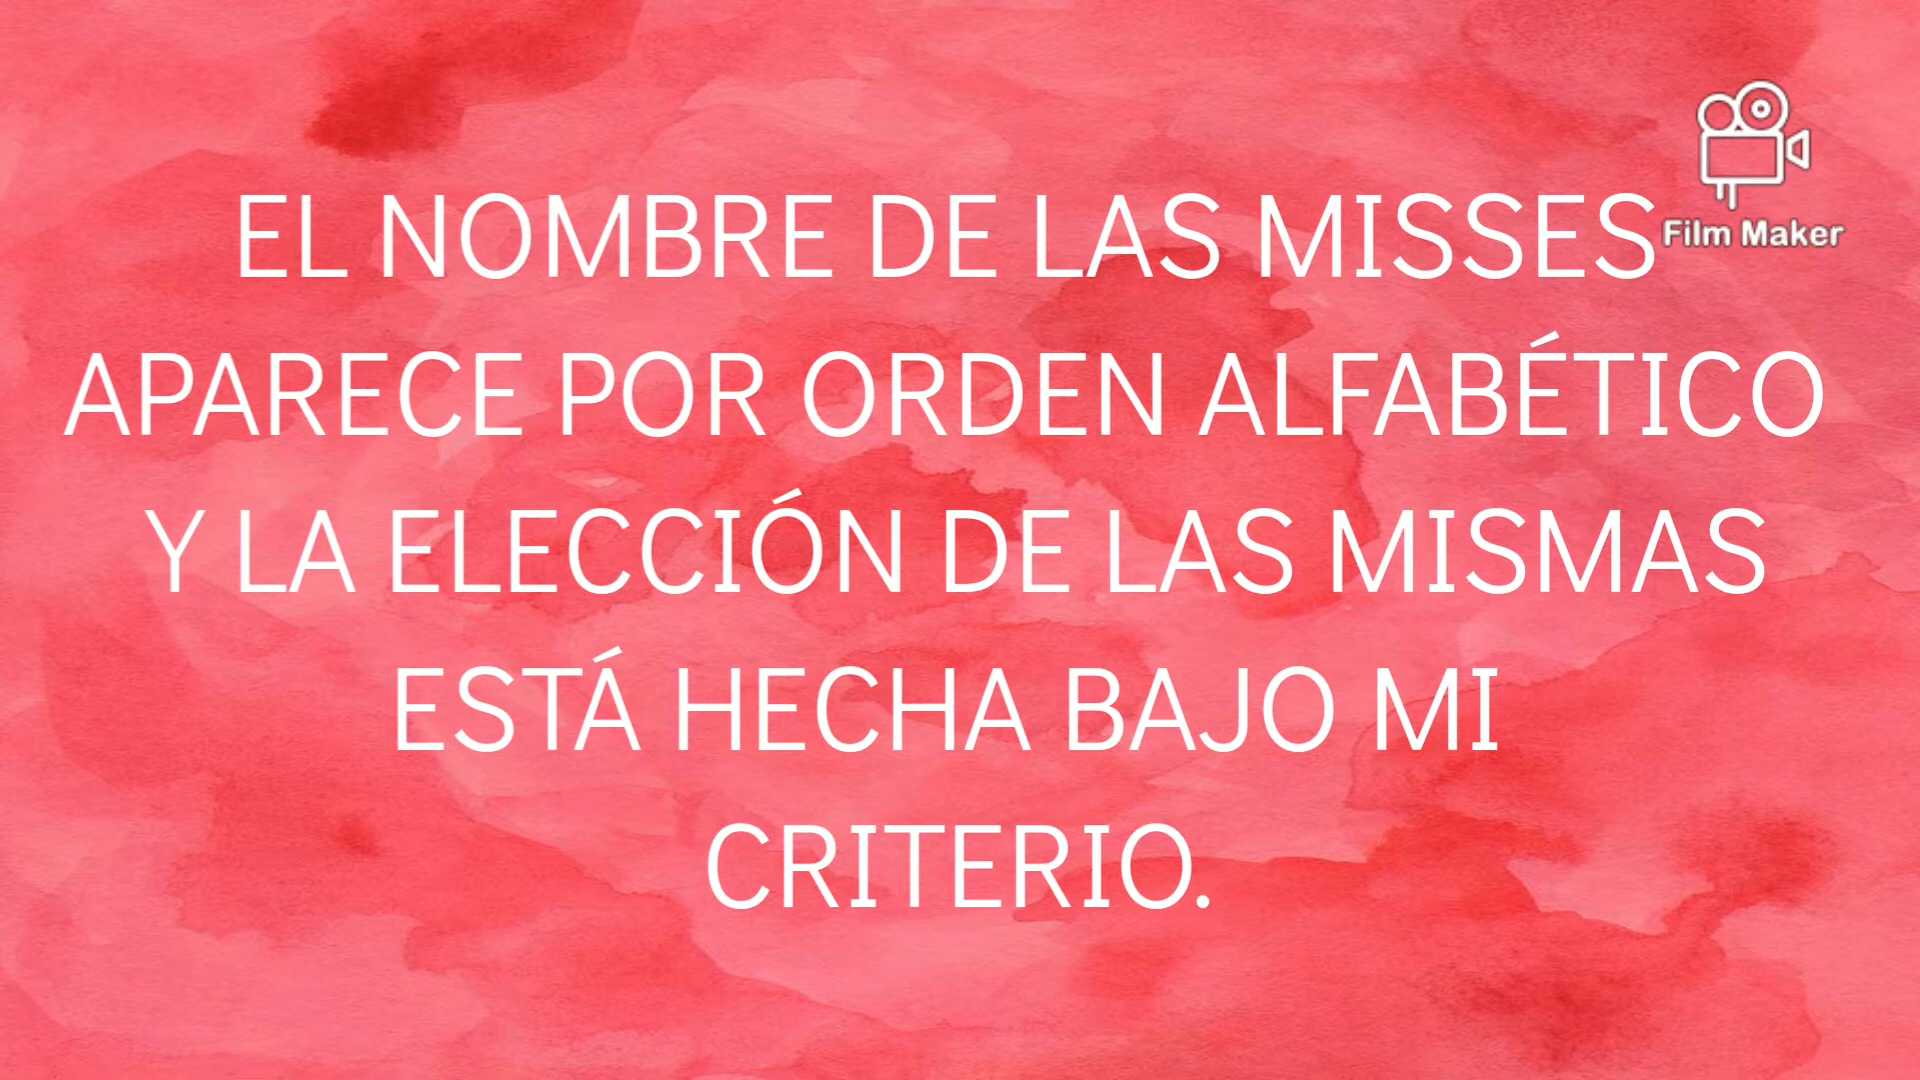 EL NOMBRE DE LAS MISSES
APARECE POR ORDEN ALFABÉTICO
Y LA ELECCIÓN DE LAS MISMAS
ESTÁ HECHA BAJO MI
CRITERIO.
Film Maker